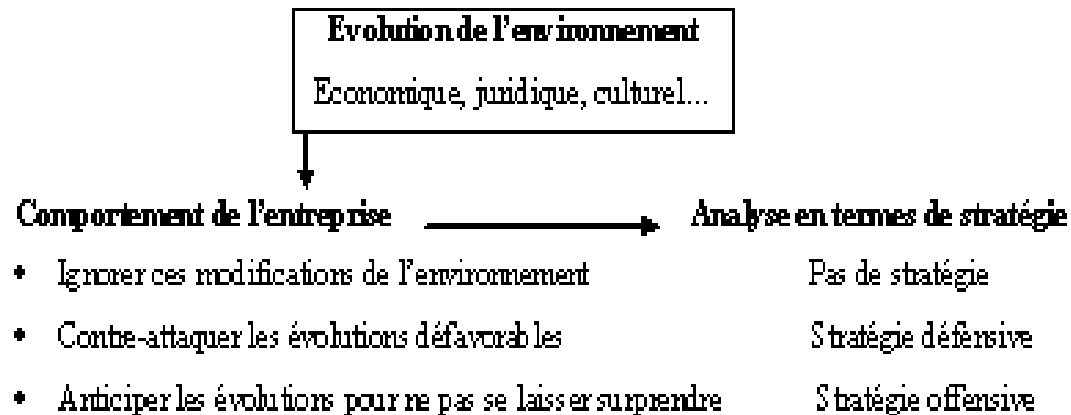 Evolution de l'environnement
Economique, juridique, culturel...
Comportement de l'entreprise Analyse en termes de stratégie
• Ignorer ces modifications de l'environnement Pas de stratégie
• Contre-attaquer les évolutions défavorables Stratégie défensive
• Anticiper les évolutions pour ne pas se laisser surprendre Stratégie offensive